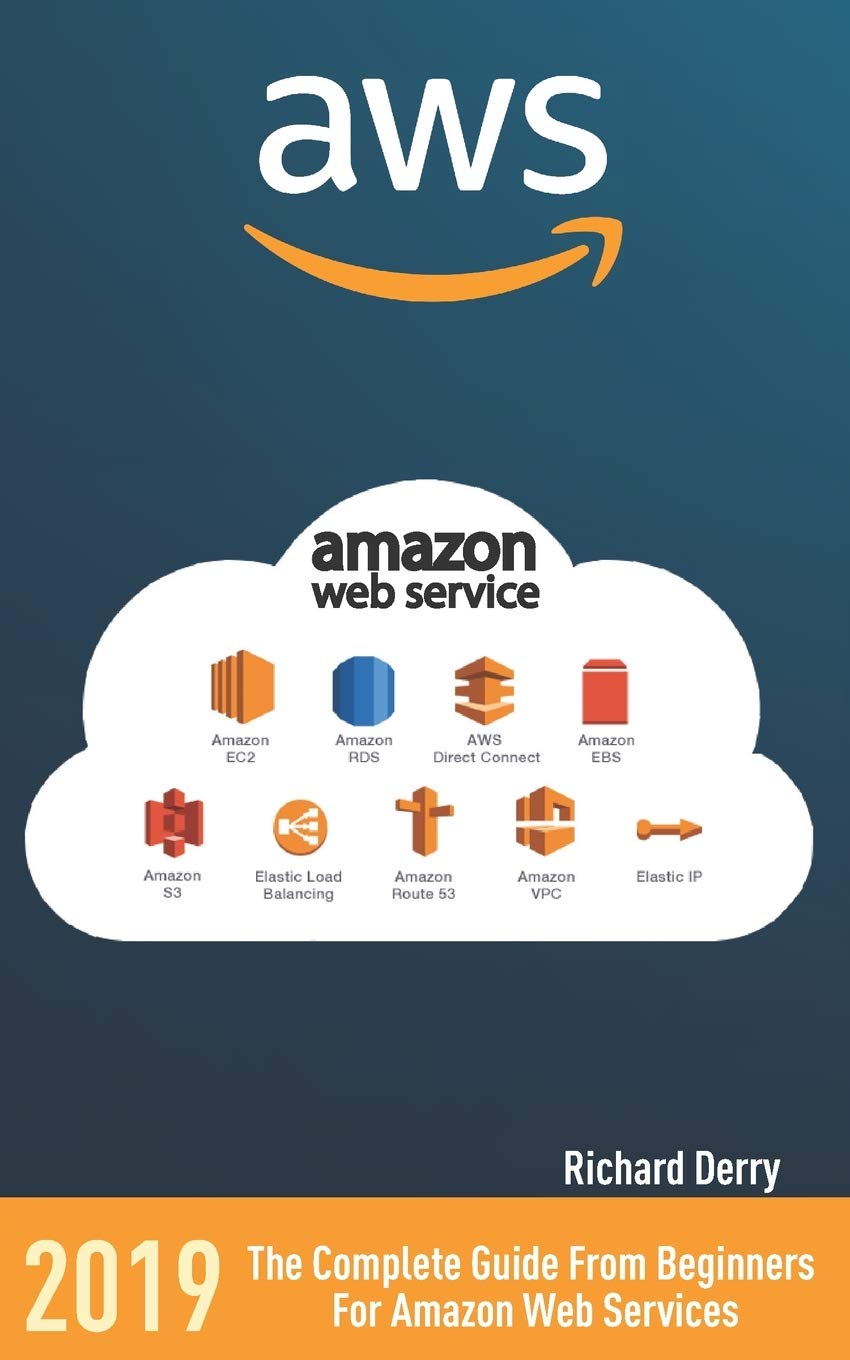 aws
amazon
web service
Amazon
EC2
Amazon
RDS
AWS
Direct Connect
Amazon
EBS
Amazon
S3
Elastic Load
Balancing
Amazon
Route 53
Amazon
VPC
Elastic IP
Richard Derry
2019
The Complete Guide From Beginners
For Amazon Web Services